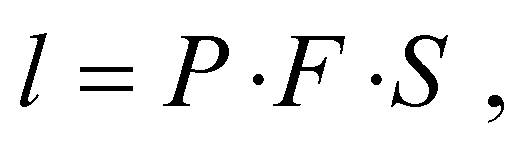 l = P·F·S ,